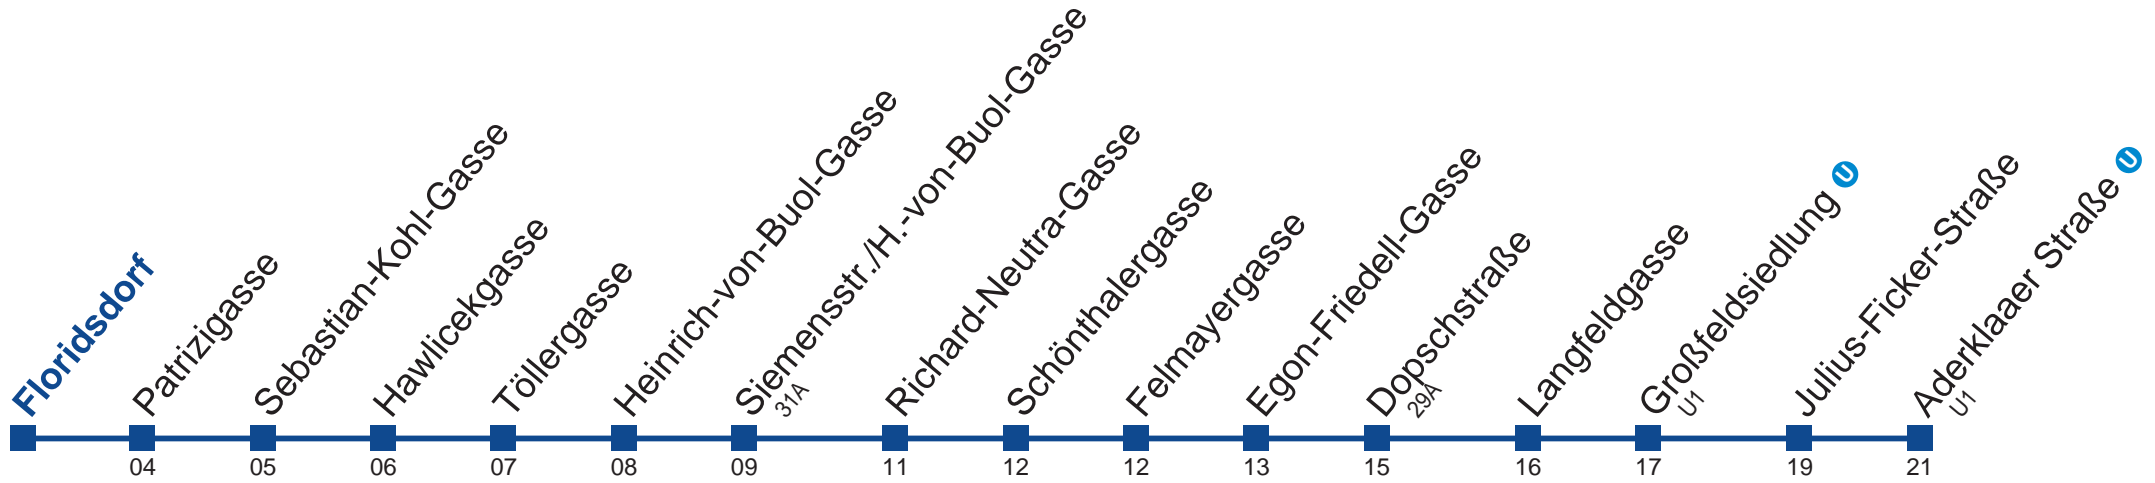 Floridsdorf
Patrizigasse
04
Sebastian-Kohl-Gasse
05
Hawlicekgasse
06
Töllergasse
07
Heinrich-von-Buol-Gasse
08
Siemensstr./H.-von-Buol-Gasse
31A
09
Richard-Neutra-Gasse
11
Schönthalergasse
12
Felmayergasse
12
Egon-Friedell-Gasse
13
Dopschstraße
29A
15
Langfeldgasse
16
Großfeldsiedlung U
U1
17
Julius-Ficker-Straße
19
Aderklaaer Straße U
U1
21